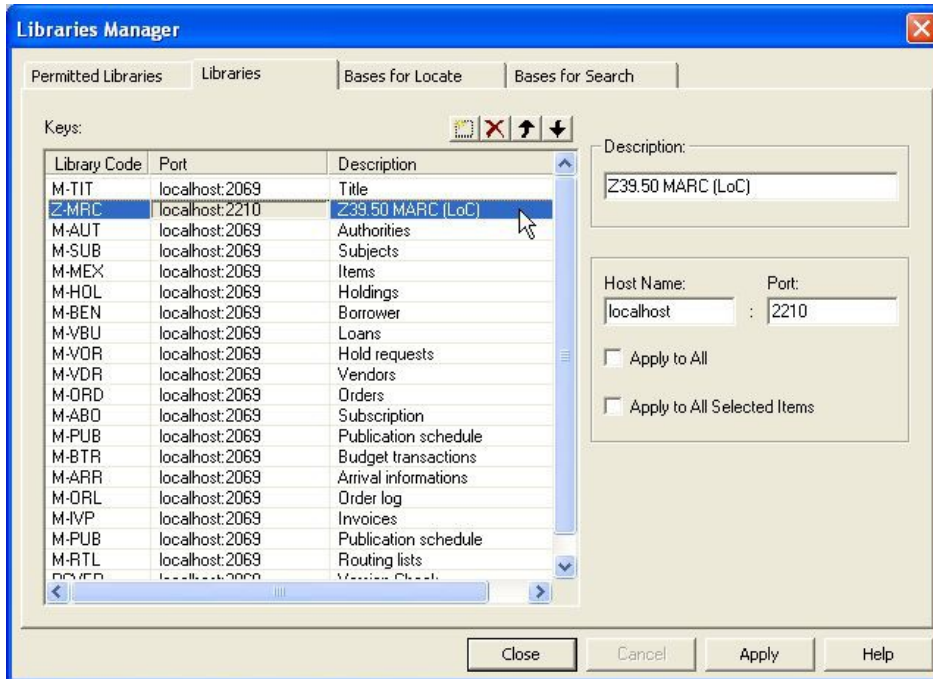 Libraries Manager
Permitted Libraries Libraries Bases for Locate Bases for Search
Keys:
Library Code Port Description
M-TIT localhost:2069 Title
Z-MRC localhost:2210 Z39.50 MARC (LoC)
M-AUT localhost:2069 Authorities
M-SUB localhost:2069 Subjects
M-MEX localhost:2069 Items
M-HOL localhost:2069 Holdings
M-BEN localhost:2069 Borrower
M-VBU localhost:2069 Loans
M-VOR localhost:2069 Hold requests
M-VDR localhost:2069 Vendors
M-ORD localhost:2069 Orders
M-ABO localhost:2069 Subscription
M-PUB localhost:2069 Publication schedule
M-BTR localhost:2069 Budget transactions
M-ARR localhost:2069 Arrival informations
M-ORL localhost:2069 Order log
M-IVP localhost:2069 Invoices
M-PUB localhost:2069 Publication schedule
M-RTL localhost:2069 Routing lists
localhost:2069 Version Check
Description:
Z39.50 MARC (LoC)
Host Name: Port:
localhost : 2210
Apply to All
Apply to All Selected Items
Close Cancel Apply Help